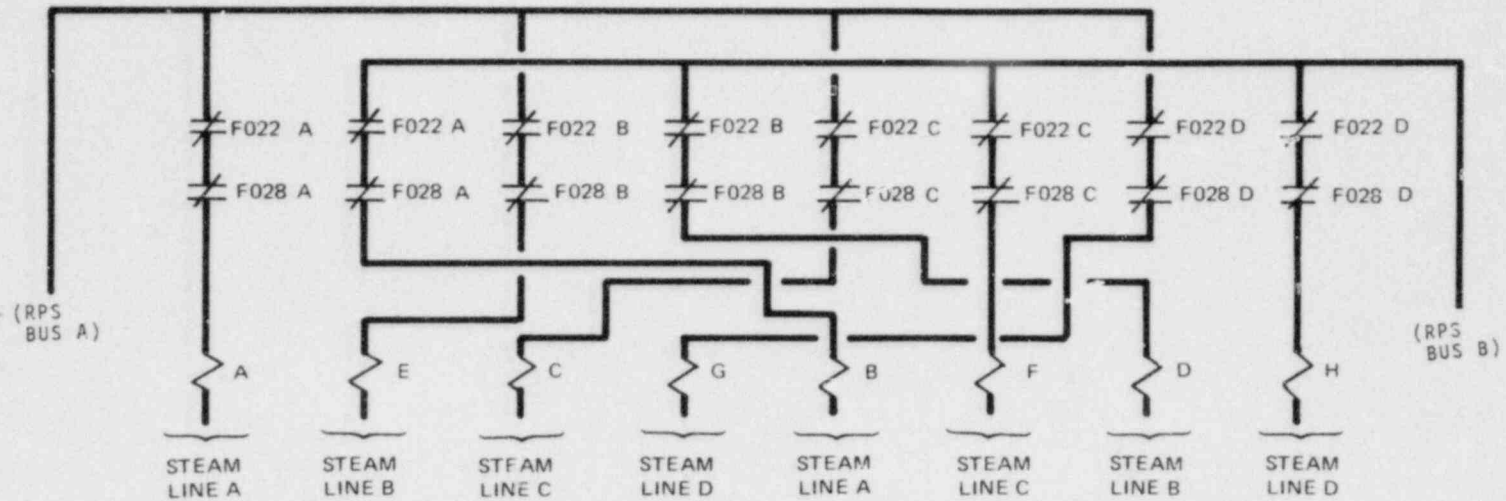 F022 A
F022 A
F022 B
F022 B
F022 C
F022 C
F022 D
F022 D
F028 A
F028 A
F028 B
F028 B
F028 C
F028 C
F028 D
F028 D
(RPS
BUS A)
(RPS
BUS B)
A
E
C
G
B
F
D
H
STEAM
LINE A
STEAM
LINE B
STEAM
LINE C
STEAM
LINE D
STEAM
LINE A
STEAM
LINE C
STEAM
LINE B
STEAM
LINE D